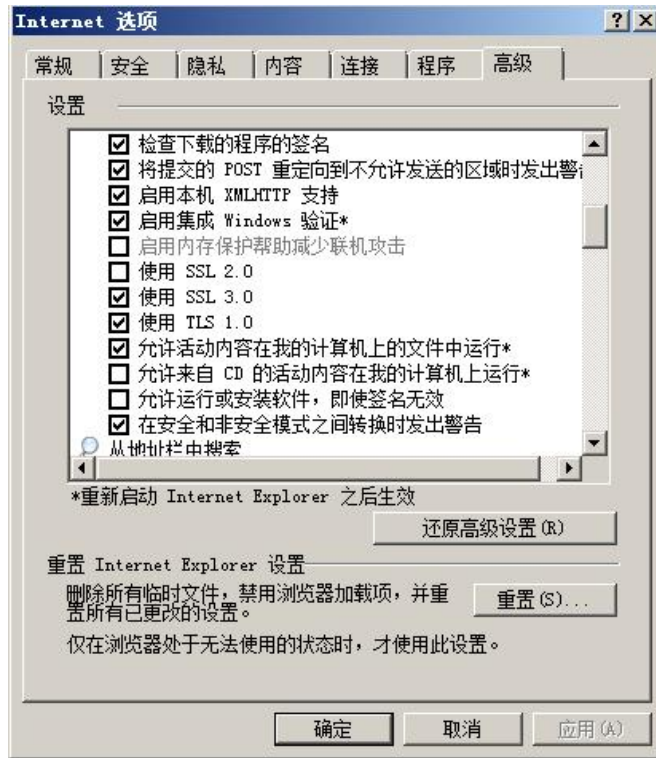 Internet 选项
常规 安全 隐私 内容 连接 程序 高级
设置
检查下载的程序的签名
将提交的 POST 重定向到不允许发送的区域时发出警
启用本机 XMLHTTP 支持
启用集成 Windows 验证*
启用内存保护帮助减少联机攻击
使用 SSL 2.0
使用 SSL 3.0
使用 TLS 1.0
允许活动内容在我的计算机上的文件中运行*
允许来自 CD 的活动内容在我的计算机上运行*
允许运行或安装软件，即使签名无效
在安全和非安全模式之间转换时发出警告
从地址栏中搜索
*重新启动 Internet Explorer 之后生效
还原高级设置(R)
重置 Internet Explorer 设置
删除所有临时文件，禁用浏览器加载项，并重
置所有已更改的设置。
重置(S)...
仅在浏览器处于无法使用的状态时，才使用此设置。
确定 取消 应用(A)